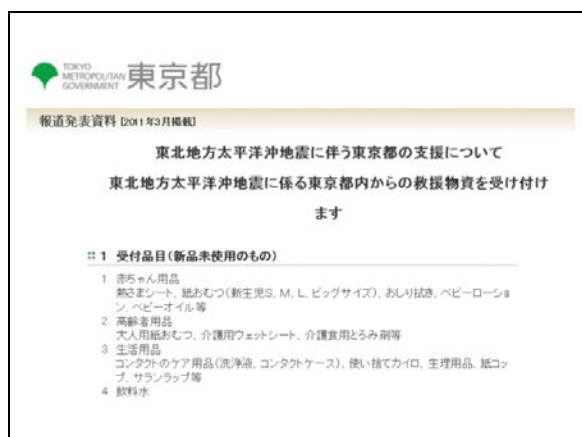 TOKYO
METROPOLITAN
GOVERNMENT
東京都
報道発表資料 [2011年3月掲載]
東北地方太平洋沖地震に伴う東京都の支援について
東北地方太平洋沖地震に係る東京都内からの救援物資を受け付け
ます
1 受付品目(新品未使用のもの)
1. 赤ちゃん用品
熱さまシート、紙おむつ(新生児S、M、L、ビッグサイズ)、おしり拭き、ベビーローショ
ン、ベビーオイル等
2. 高齢者用品
大人用紙おむつ、介護用ウェットシート、介護食用とろみ剤等
3. 生活用品
コンタクトのケア用品(洗浄液、コンタクトケース)、使い捨てカイロ、生理用品、紙コッ
プ、サランラップ等
4. 飲料水